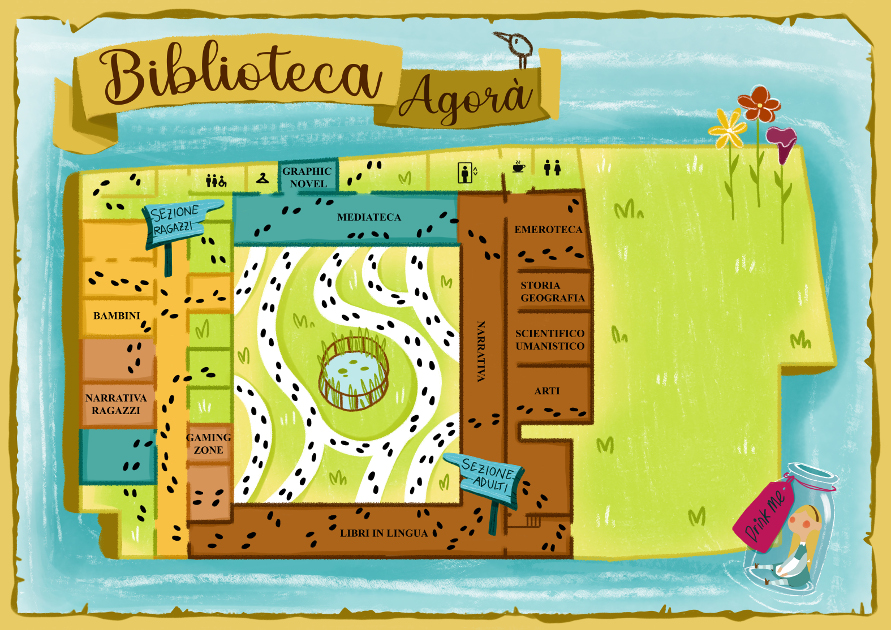 Biblioteca
Agorà
GRAPHIC
NOVEL
SEZIONE
RAGAZZI
MEDIATECA
EMEROTECA
STORIA
GEOGRAFIA
BAMBINI
SCIENTIFICO
UMANISTICO
NARRATIVA
ARTI
NARRATIVA
RAGAZZI
GAMING
ZONE
SEZIONE
ADULTI
LIBRI IN LINGUA
Drink me